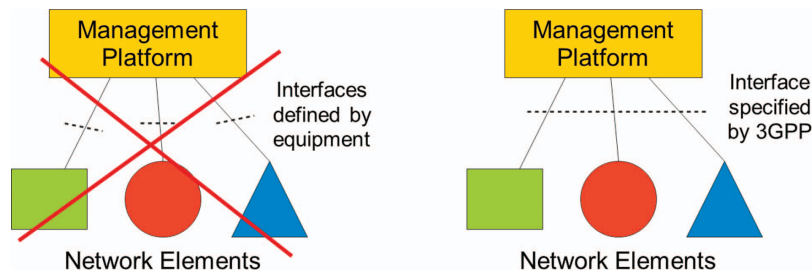 Management
Platform
Interfaces
defined by
equipment
Network Elements
Management
Platform
Interface
specified
by 3GPP
Network Elements